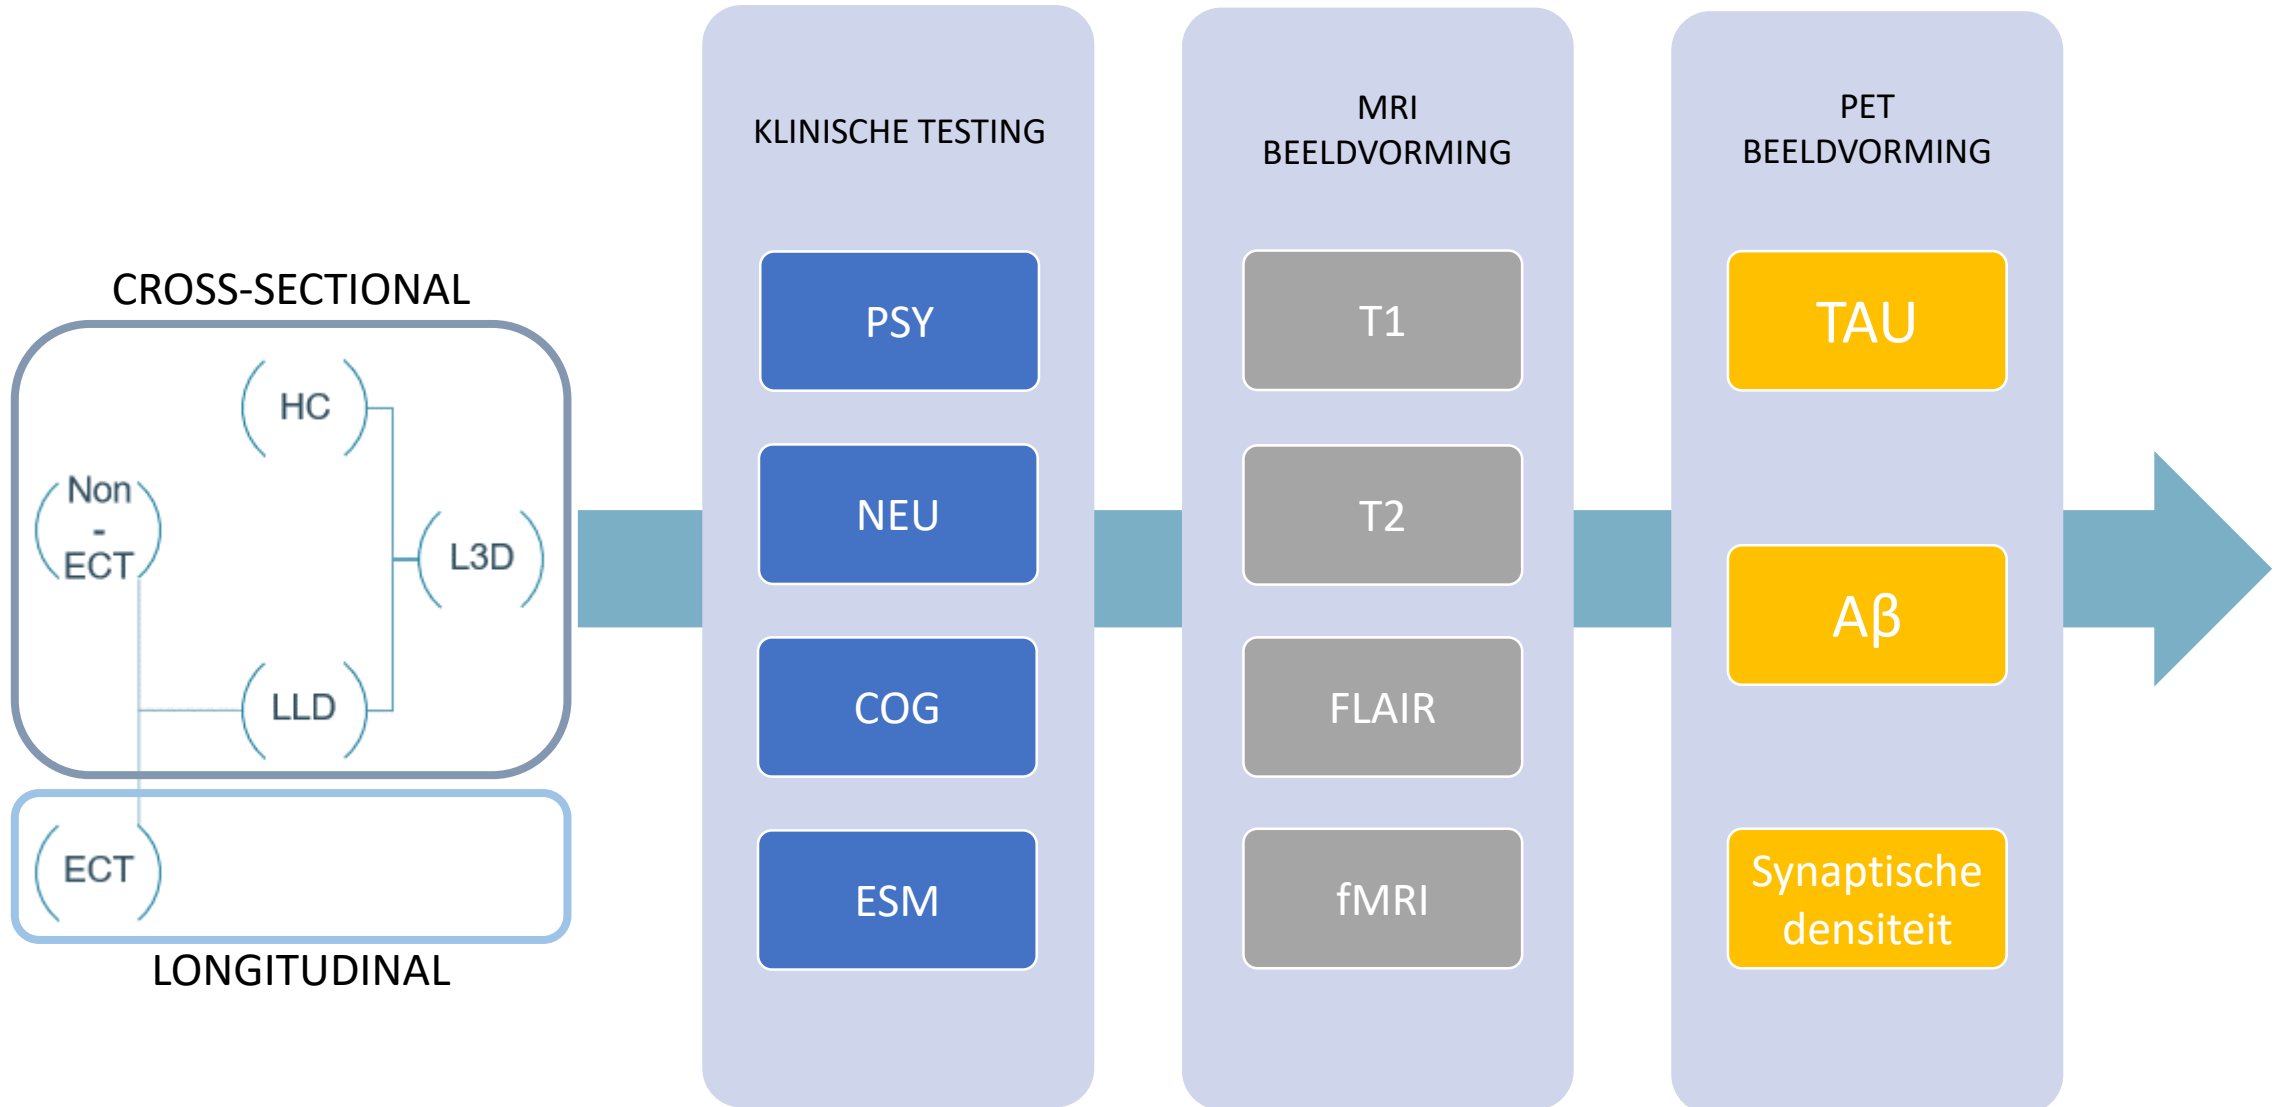 CROSS-SECTIONAL
HC
Non
-
ECT
L3D
LLD
ECT
LONGITUDINAL
KLINISCHE TESTING
PSY
NEU
COG
ESM
MRI
BEELDVORMING
T1
T2
FLAIR
fMRI
PET
BEELDVORMING
TAU
Aβ
Synaptische
densiteit